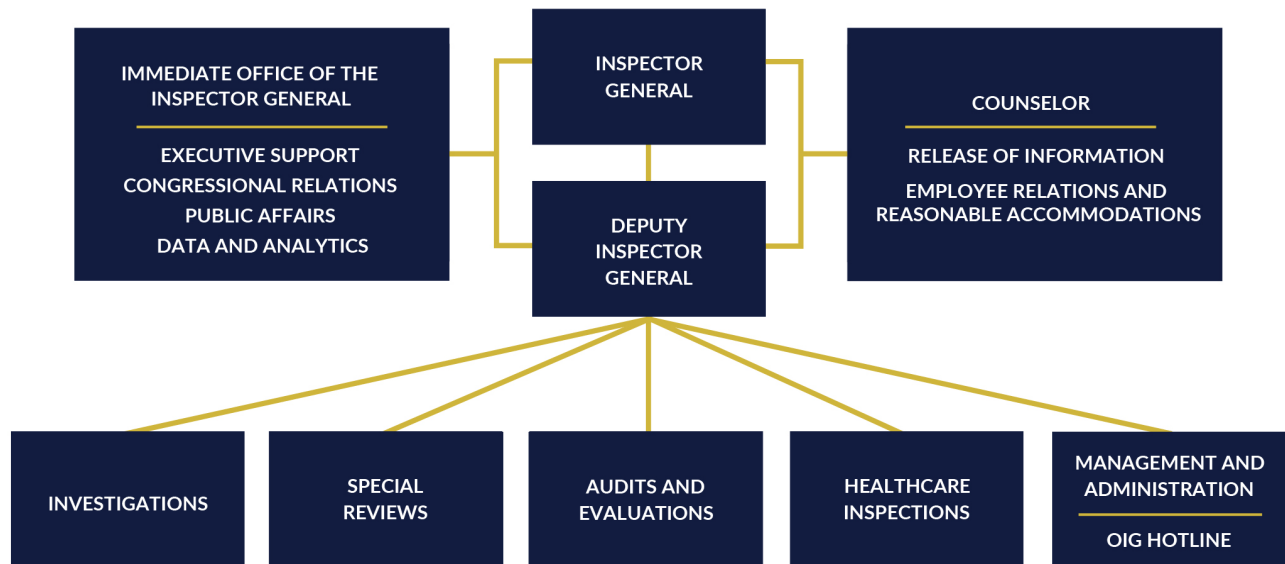 IMMEDIATE OFFICE OF THE
INSPECTOR GENERAL
EXECUTIVE SUPPORT
CONGRESSIONAL RELATIONS
PUBLIC AFFAIRS
DATA AND ANALYTICS
INSPECTOR
GENERAL
DEPUTY
INSPECTOR
GENERAL
COUNSELOR
RELEASE OF INFORMATION
EMPLOYEE RELATIONS AND
REASONABLE ACCOMMODATIONS
INVESTIGATIONS
SPECIAL
REVIEWS
AUDITS AND
EVALUATIONS
HEALTHCARE
INSPECTIONS
MANAGEMENT AND
ADMINISTRATION
OIG HOTLINE